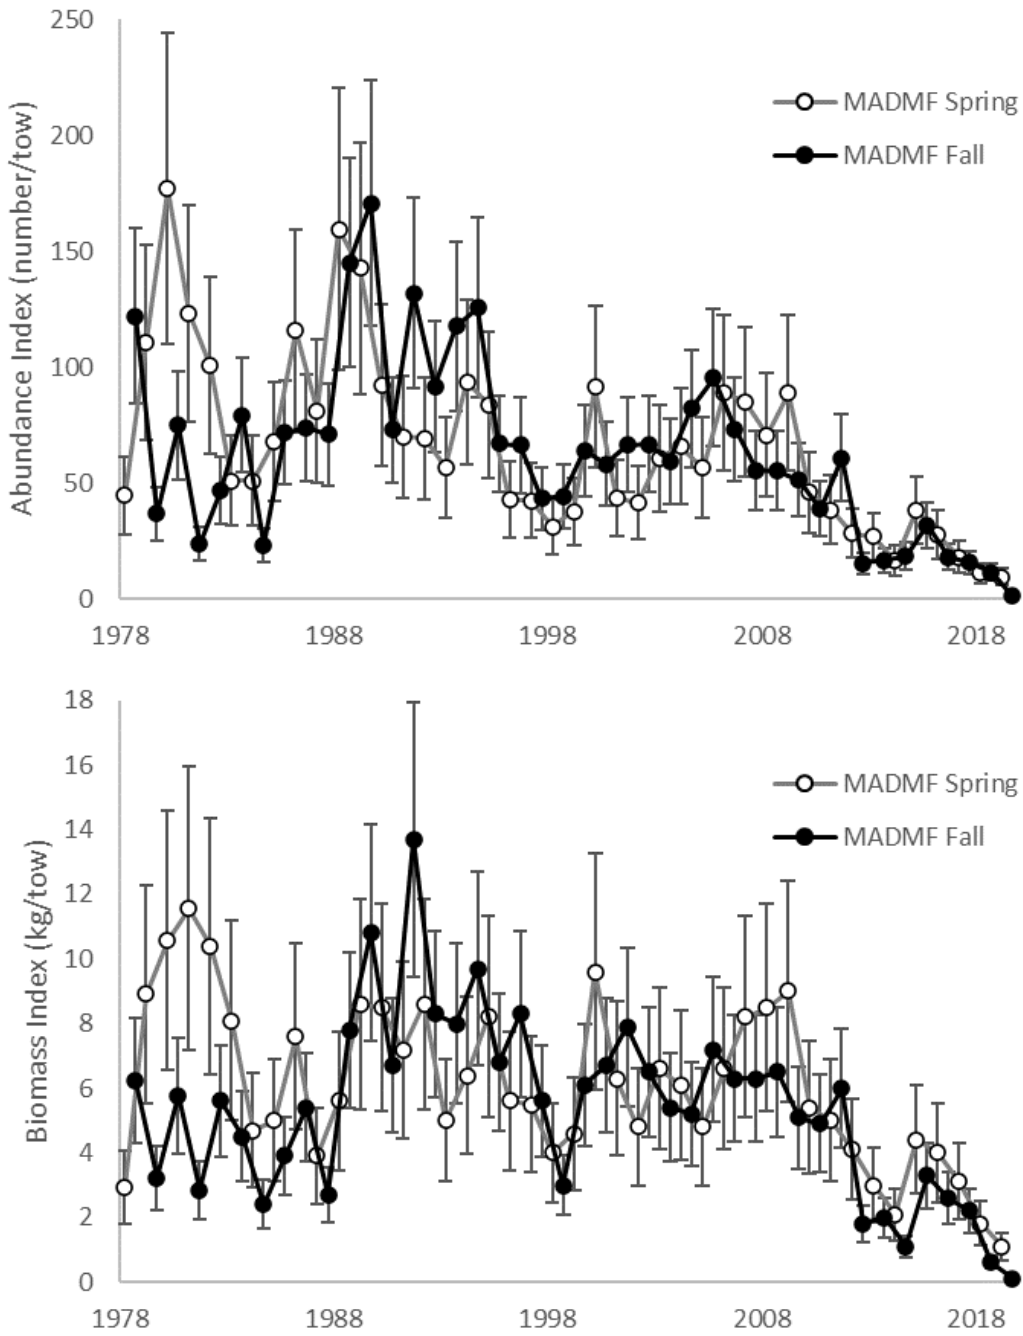 250
200
150
100
50
0
Abundance Index (number/tow)
MADMF Spring
MADMF Fall
1978 1988 1998 2008 2018
18
16
14
12
10
8
6
4
2
0
Biomass Index (kg/tow)
MADMF Spring
MADMF Fall
1978 1988 1998 2008 2018